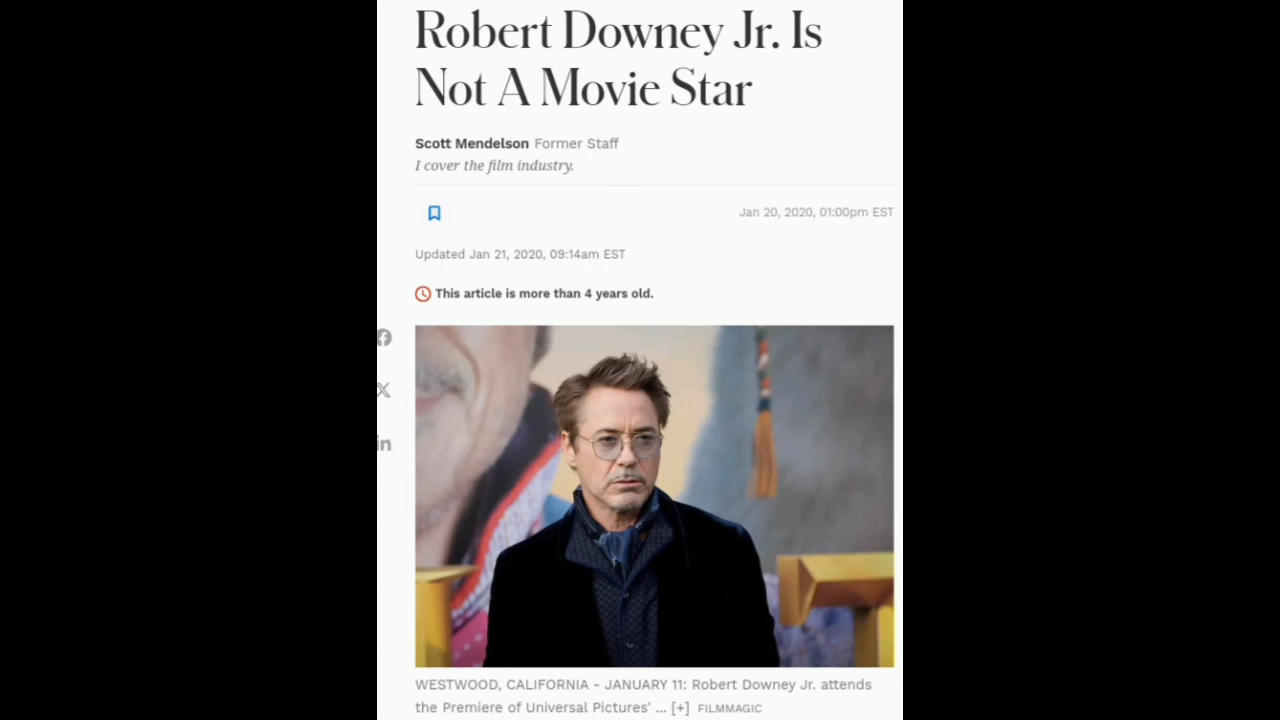 Robert Downey Jr. Is
Not A Movie Star
Scott Mendelson Former Staff
I cover the film industry.
Jan 20, 2020, 01:00pm EST
Updated Jan 21, 2020, 09:14am EST
This article is more than 4 years old.
WESTWOOD, CALIFORNIA - JANUARY 11: Robert Downey Jr. attends
the Premiere of Universal Pictures' ... [+] FILMMAGIC